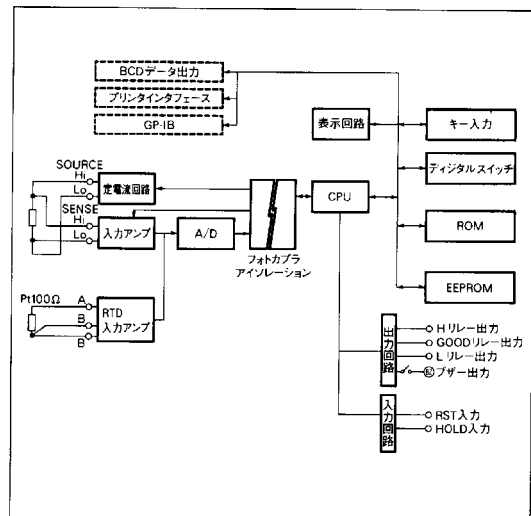 BCDデータ出力
プリンタインタフェース
GP-IB
表示回路
キー入力
ディジタルスイッチ
ROM
EEPROM
SOURCE
Hi
Lo
定電流回路
SENSE
Hi
Lo
入力アンプ
A/D
フォトカプラ
アイソレーション
CPU
Pt100Ω
A
B
B
RTD
入力アンプ
出力回路
Hリレー出力
GOODリレー出力
Lリレー出力
ブザー出力
入力回路
RST入力
HOLD入力